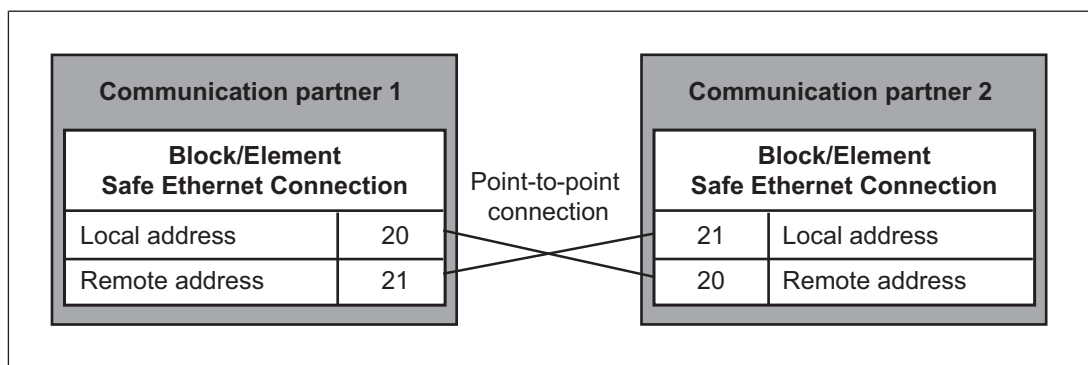 Communication partner 1
Block/Element
Safe Ethernet Connection
Local address 20
Remote address 21
Point-to-point
connection
Communication partner 2
Block/Element
Safe Ethernet Connection
21 Local address
20 Remote address